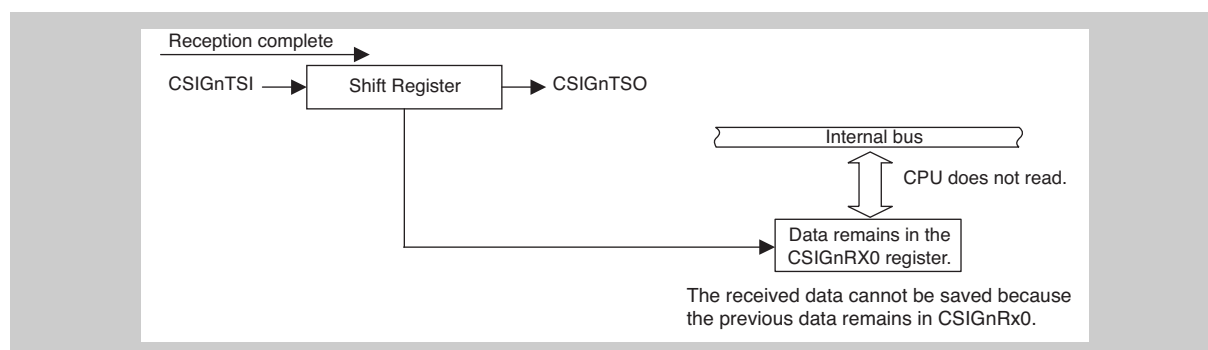 Reception complete
CSIGnTSI
Shift Register
CSIGnTSO
Internal bus
CPU does not read.
Data remains in the
CSIGnRX0 register.
The received data cannot be saved because
the previous data remains in CSIGnRx0.